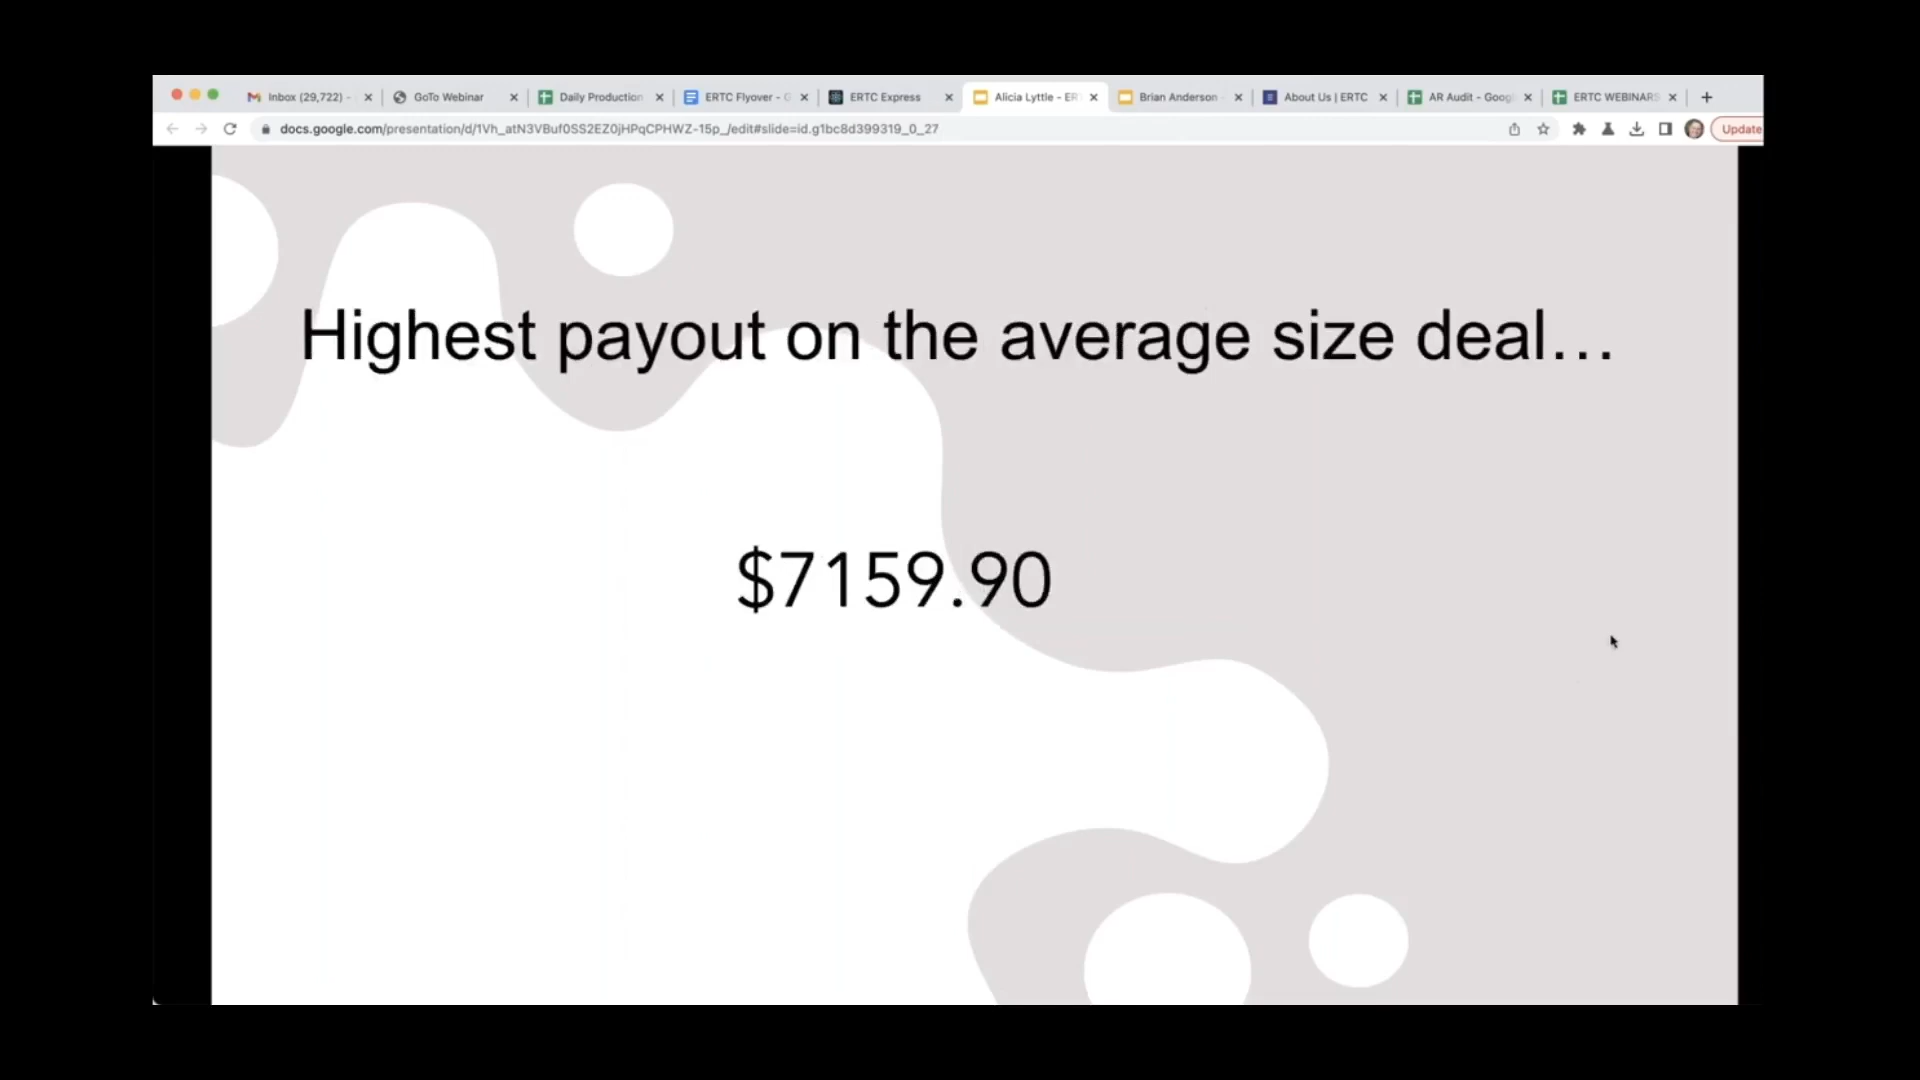 Inbox (29,722) -
GoTo Webinar
Daily Production
ERTC Flyover - G
ERTC Express
Alicia Lyttle - ER
Brian Anderson
About Us | ERTC
AR Audit - Googl
ERTC WEBINARS
docs.google.com/presentation/d/1Vh_atN3VBuf0SS2EZ0jHPqCPHWZ-15p_/edit#slide=id.g1bc8d399319_0_27
Update
Highest payout on the average size deal…
$7159.90